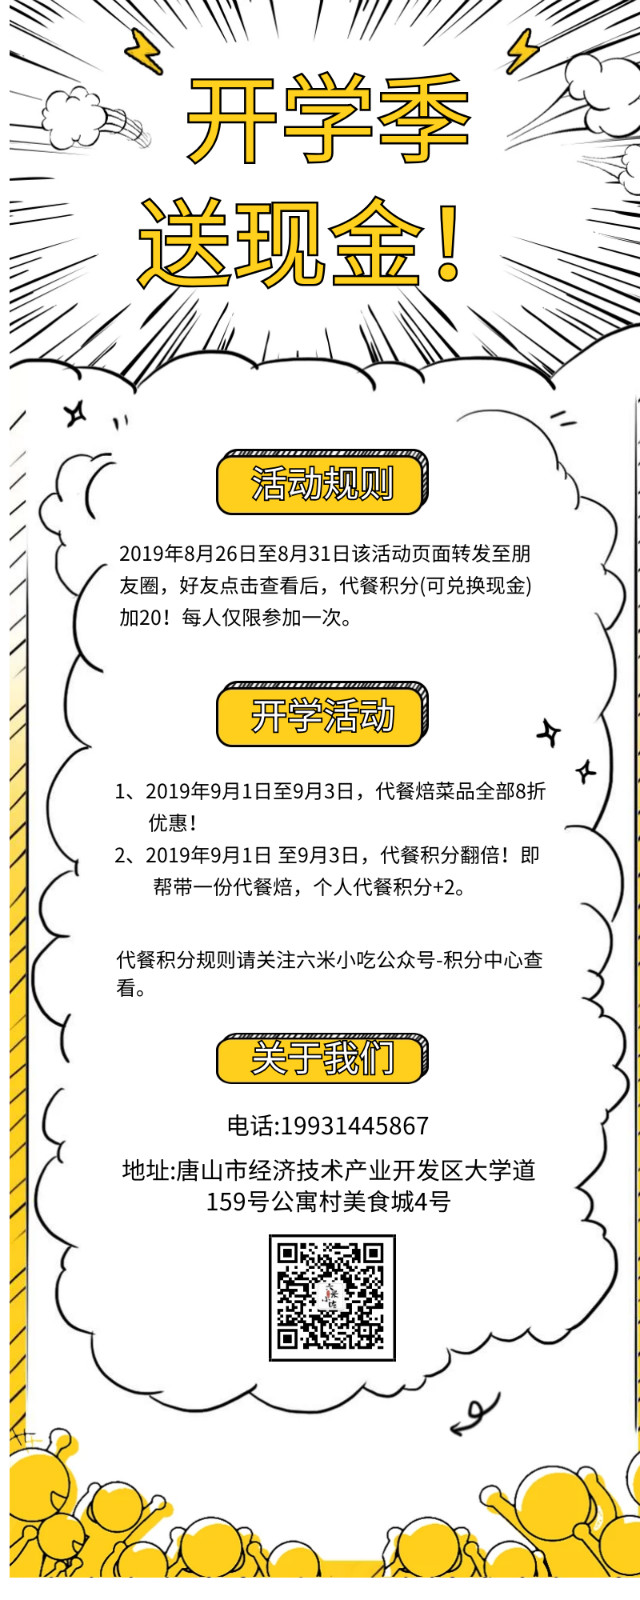 开学季
送现金！
活动规则
2019年8月26日至8月31日该活动页面转发至朋
友圈，好友点击查看后，代餐积分(可兑换现金)
加20！每人仅限参加一次。
开学活动
1、2019年9月1日至9月3日，代餐焙菜品全部8折
优惠！
2、2019年9月1日 至9月3日，代餐积分翻倍！即
帮带一份代餐焙，个人代餐积分+2。
代餐积分规则请关注六米小吃公众号-积分中心查
看。
关于我们
电话:19931445867
地址:唐山市经济技术产业开发区大学道
159号公寓村美食城4号